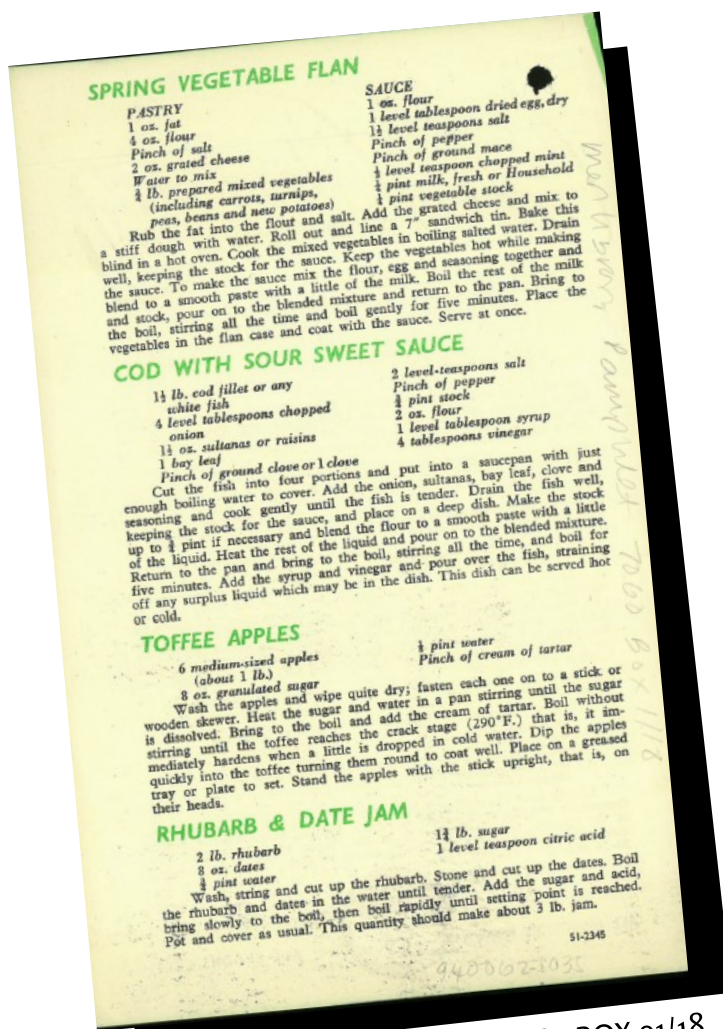 SPRING VEGETABLE FLAN
PASTRY
1 oz. fat
4 oz. flour
Pinch of salt
2 oz. grated cheese
Water to mix
¾ lb. prepared mixed vegetables
(including carrots, turnips,
peas, beans and new potatoes)
SAUCE
1 oz. flour
1 level tablespoon dried egg, dry
1½ level teaspoons salt
Pinch of pepper
Pinch of ground mace
level teaspoon chopped mint
pint milk, fresh or Household
pint vegetable stock
Rub the fat into the flour and salt. Add the grated cheese and mix to
a stiff dough with water. Roll out and line a 7" sandwich tin. Bake this
blind in a hot oven. Cook the mixed vegetables in boiling salted water. Drain
well, keeping the stock for the sauce. Keep the vegetables hot while making
the sauce. To make the sauce mix the flour, egg and seasoning together and
blend to a smooth paste with a little of the milk. Boil the rest of the milk
and stock, pour on to the blended mixture and return to the pan. Bring to
the boil, stirring all the time and boil gently for five minutes. Place the
vegetables in the flan case and coat with the sauce. Serve at once.
COD WITH SOUR SWEET SAUCE
1½ lb. cod fillet or any
white fish
4 level tablespoons chopped
onion
1½ oz. sultanas or raisins
1 bay leaf
Pinch of ground clove or 1 clove
2 level teaspoons salt
Pinch of pepper
¾ pint stock
2 oz. flour
1 level tablespoon syrup
4 tablespoons vinegar
Cut the fish into four portions and put into a saucepan with just
enough boiling water to cover. Add the onion, sultanas, bay leaf, clove and
seasoning and cook gently until the fish is tender. Drain the fish well,
keeping the stock for the sauce, and place on a deep dish. Make the stock
up to ¾ pint if necessary and blend the flour to a smooth paste with a little
of the liquid. Heat the rest of the liquid and pour on to the blended mixture.
Return to the pan and bring to the boil, stirring all the time, and boil for
five minutes. Add the syrup and vinegar and pour over the fish, straining
off any surplus liquid which may be in the dish. This dish can be served hot
or cold.
TOFFEE APPLES
6 medium-sized apples
(about 1 lb.)
8 oz. granulated sugar
pint water
Pinch of cream of tartar
Wash the apples and wipe quite dry; fasten each one on to a stick or
wooden skewer. Heat the sugar and water in a pan stirring until the sugar
is dissolved. Bring to the boil and add the cream of tartar. Boil without
stirring until the toffee reaches the crack stage (290°F.) that is, it im-
mediately hardens when a little is dropped in cold water. Dip the apples
quickly into the toffee turning them round to coat well. Place on a greased
tray or plate to set. Stand the apples with the stick upright, that is, on
their heads.
RHUBARB & DATE JAM
2 lb. rhubarb
8 oz. dates
pint water
1¾ lb. sugar
1 level teaspoon citric acid
Wash, string and cut up the rhubarb. Stone and cut up the dates. Boil
the rhubarb and dates in the water until tender. Add the sugar and acid,
bring slowly to the boil, then boil rapidly until setting point is reached.
Pot and cover as usual. This quantity should make about 3 lb. jam.
51-2345
Pamphlet
BOX 91/18